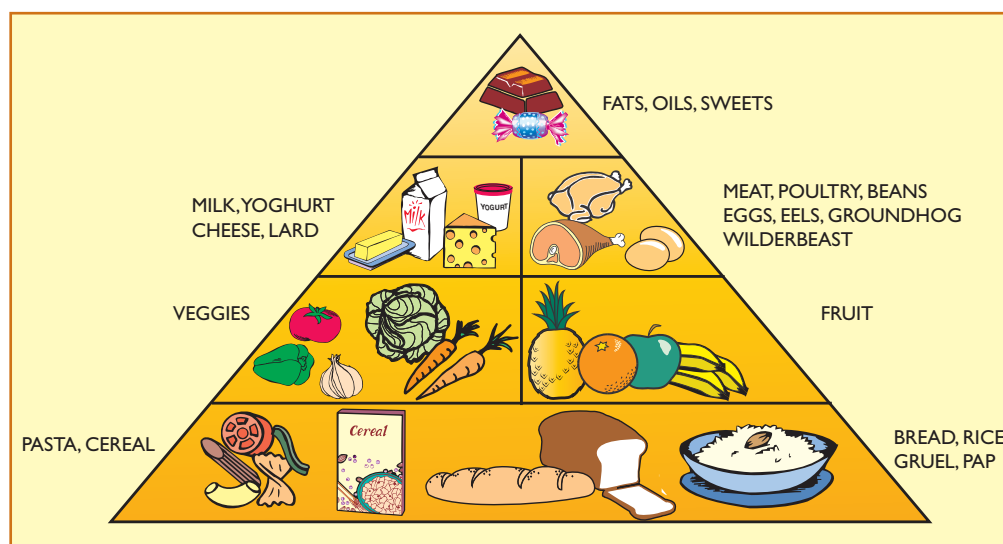 FATS, OILS, SWEETS
MILK, YOGHURT
CHEESE, LARD
Milk
YOGURT
MEAT, POULTRY, BEANS
EGGS, EELS, GROUNDHOG
WILDERBEAST
VEGGIES
FRUIT
PASTA, CEREAL
Cereal
BREAD, RICE
GRUEL, PAP